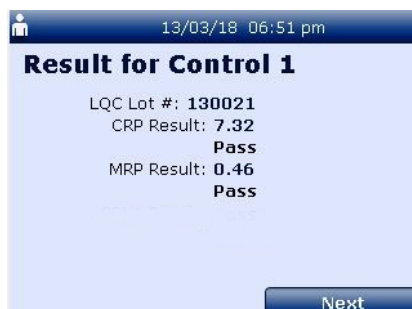 13/03/18 06:51 pm
Result for Control 1
LQC Lot #: 130021
CRP Result: 7.32
Pass
MRP Result: 0.46
Pass
Next